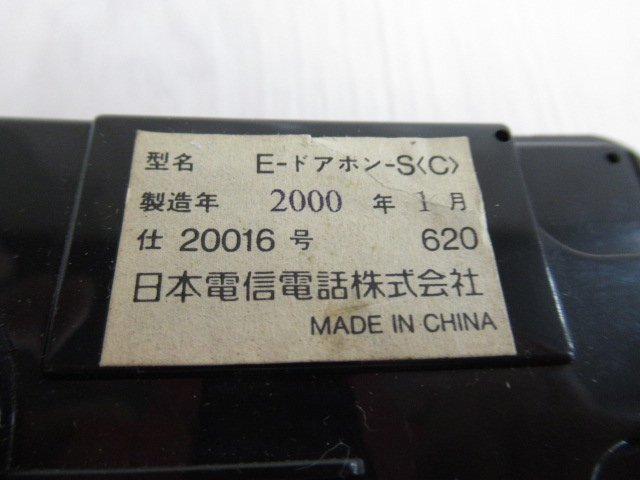 型名 E-ドアホン-S〈C〉
製造年 2000 年 1 月
仕 20016 号 620
日本電信電話株式会社
MADE IN CHINA